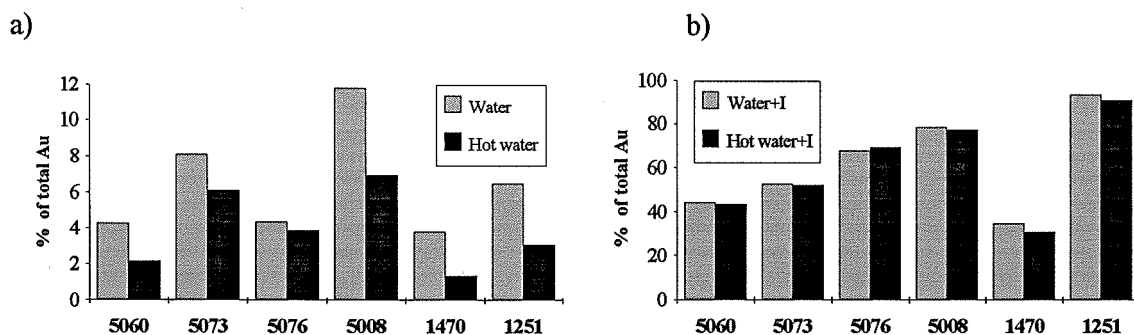 a)
% of total Au
12
10
8
6
4
2
0
Water
Hot water
5060 5073 5076 5008 1470 1251
b)
% of total Au
100
80
60
40
20
0
Water+I
Hot water+I
5060 5073 5076 5008 1470 1251